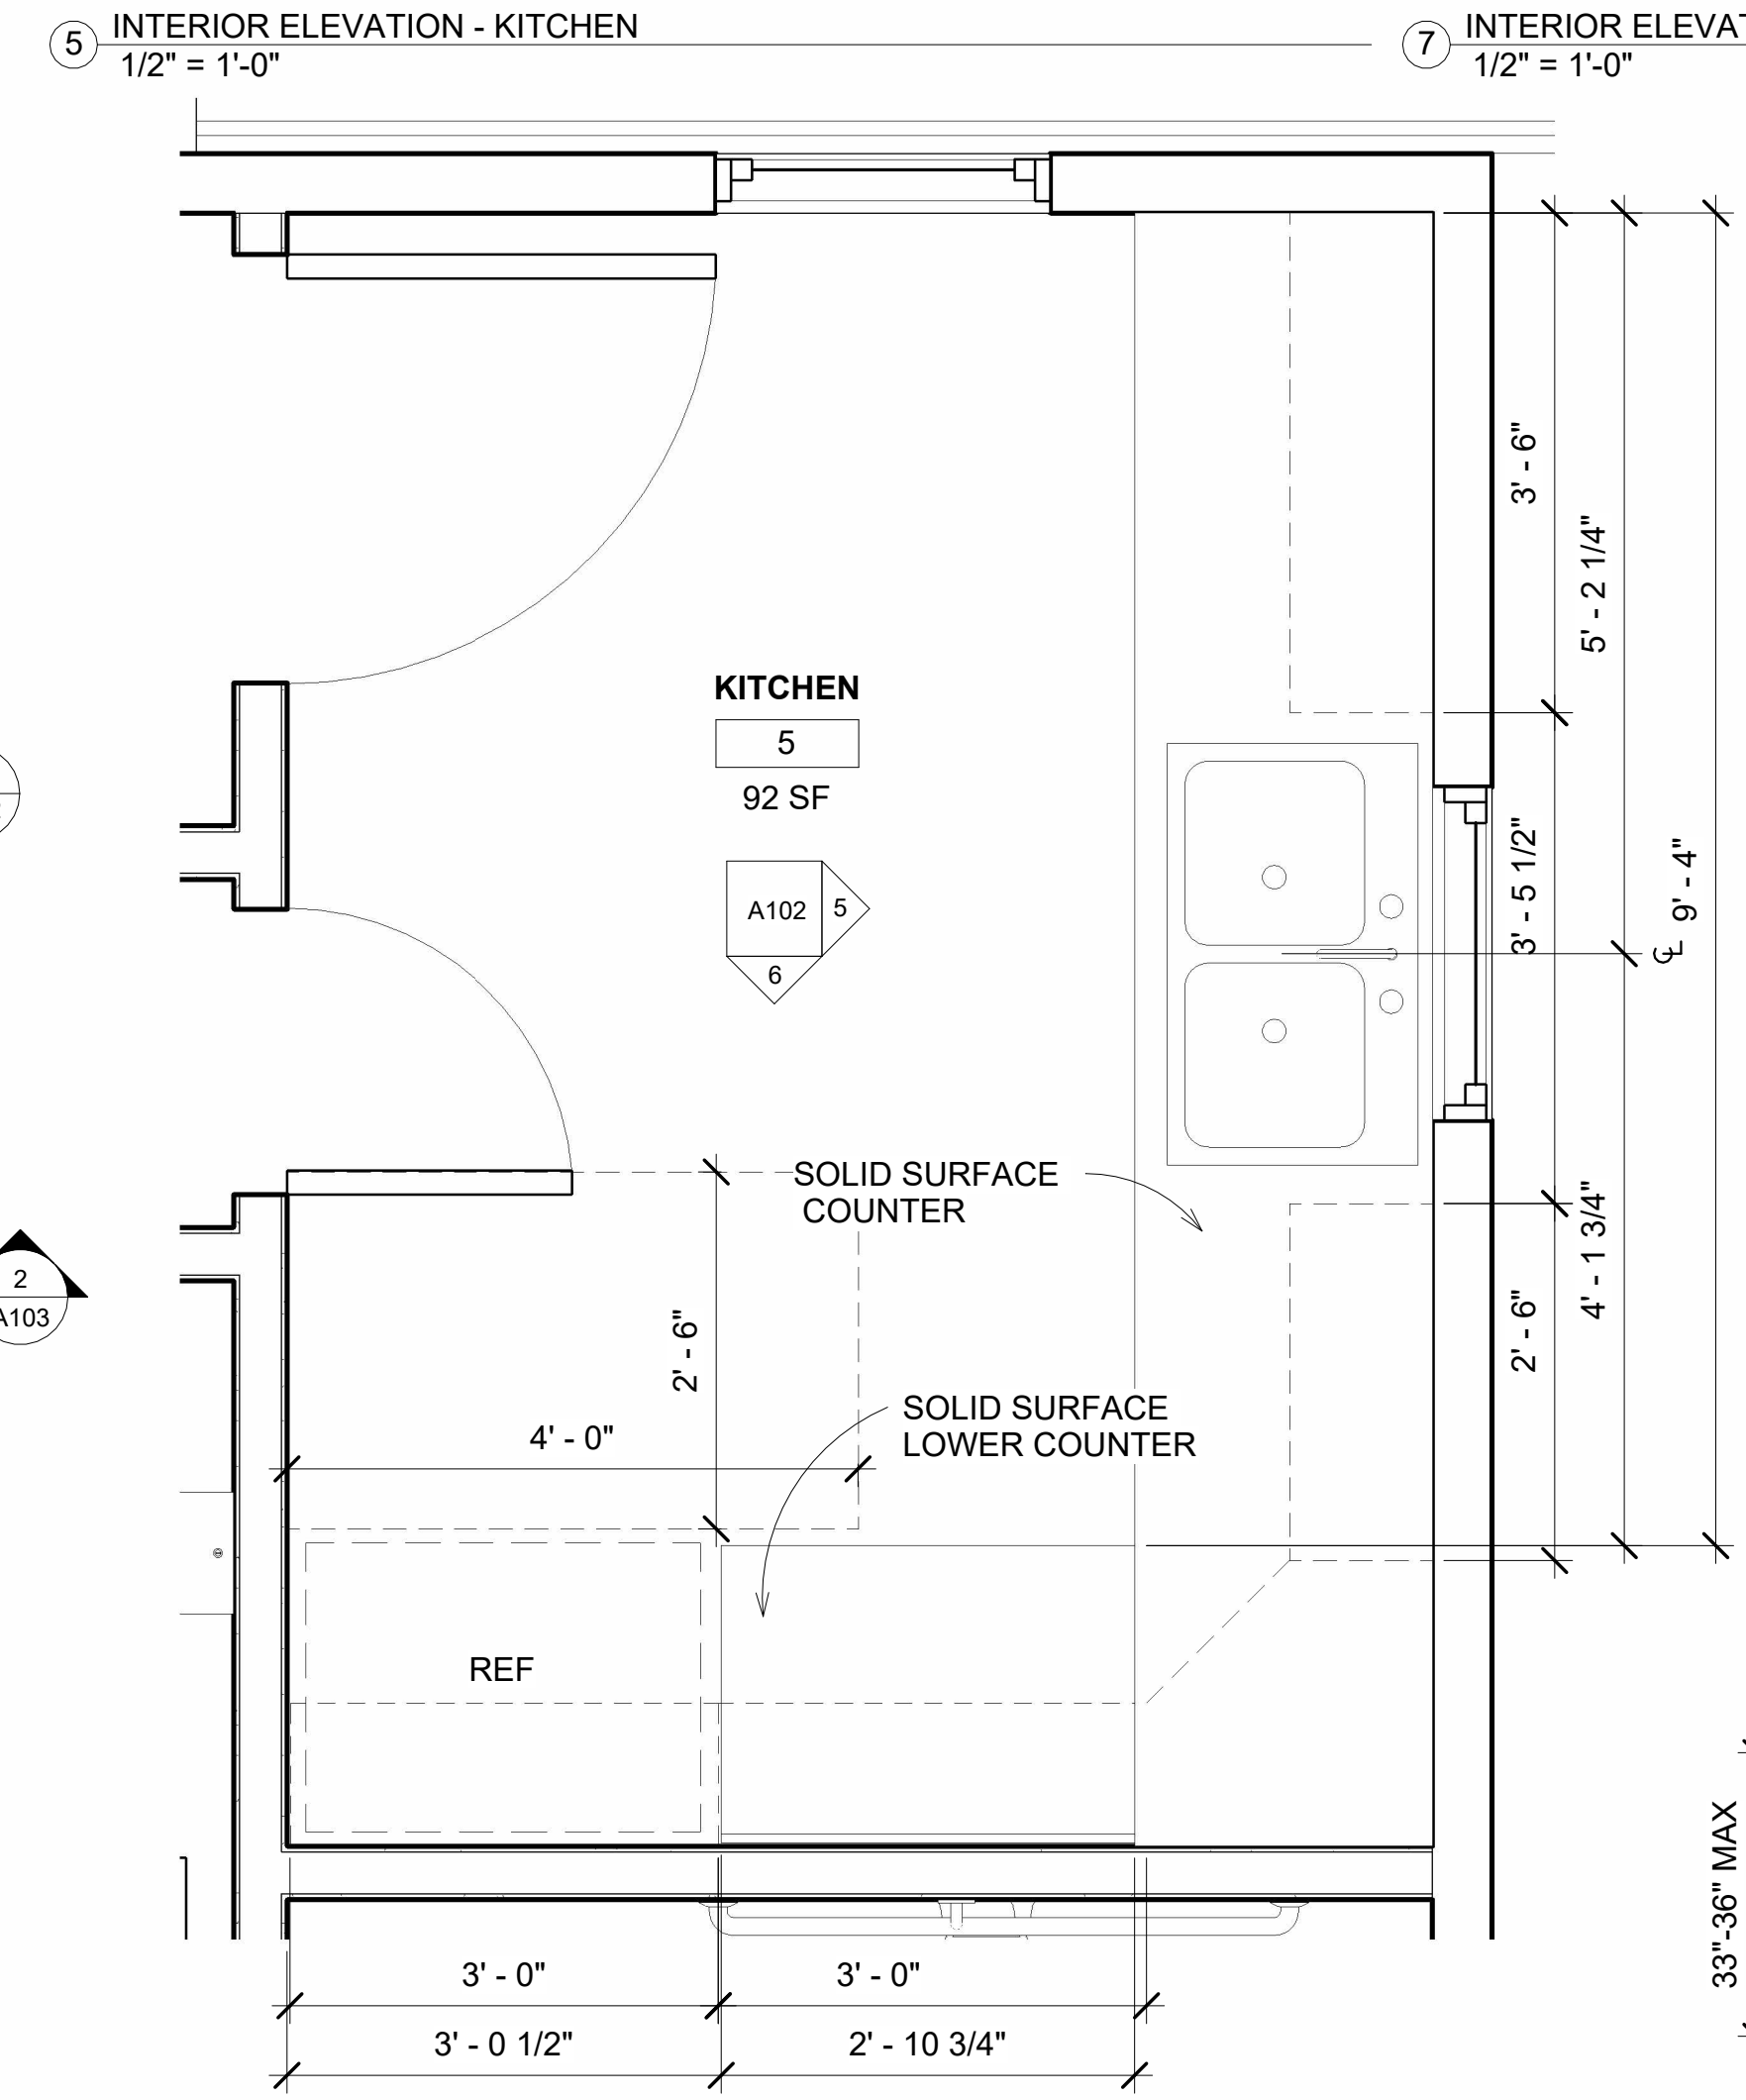 5
INTERIOR ELEVATION - KITCHEN
1/2" = 1'-0"
7
INTERIOR ELEVAT
1/2" = 1'-0"
3' - 6"
5' - 2 1/4"
KITCHEN
5
92 SF
A102
5
6
3' - 5 1/2"
℄ 9' - 4"
SOLID SURFACE
COUNTER
4' - 1 3/4"
2' - 6"
2
A103
2' - 6"
SOLID SURFACE
LOWER COUNTER
4' - 0"
REF
33"-36" MAX
3' - 0"
3' - 0"
3' - 0 1/2"
2' - 10 3/4"